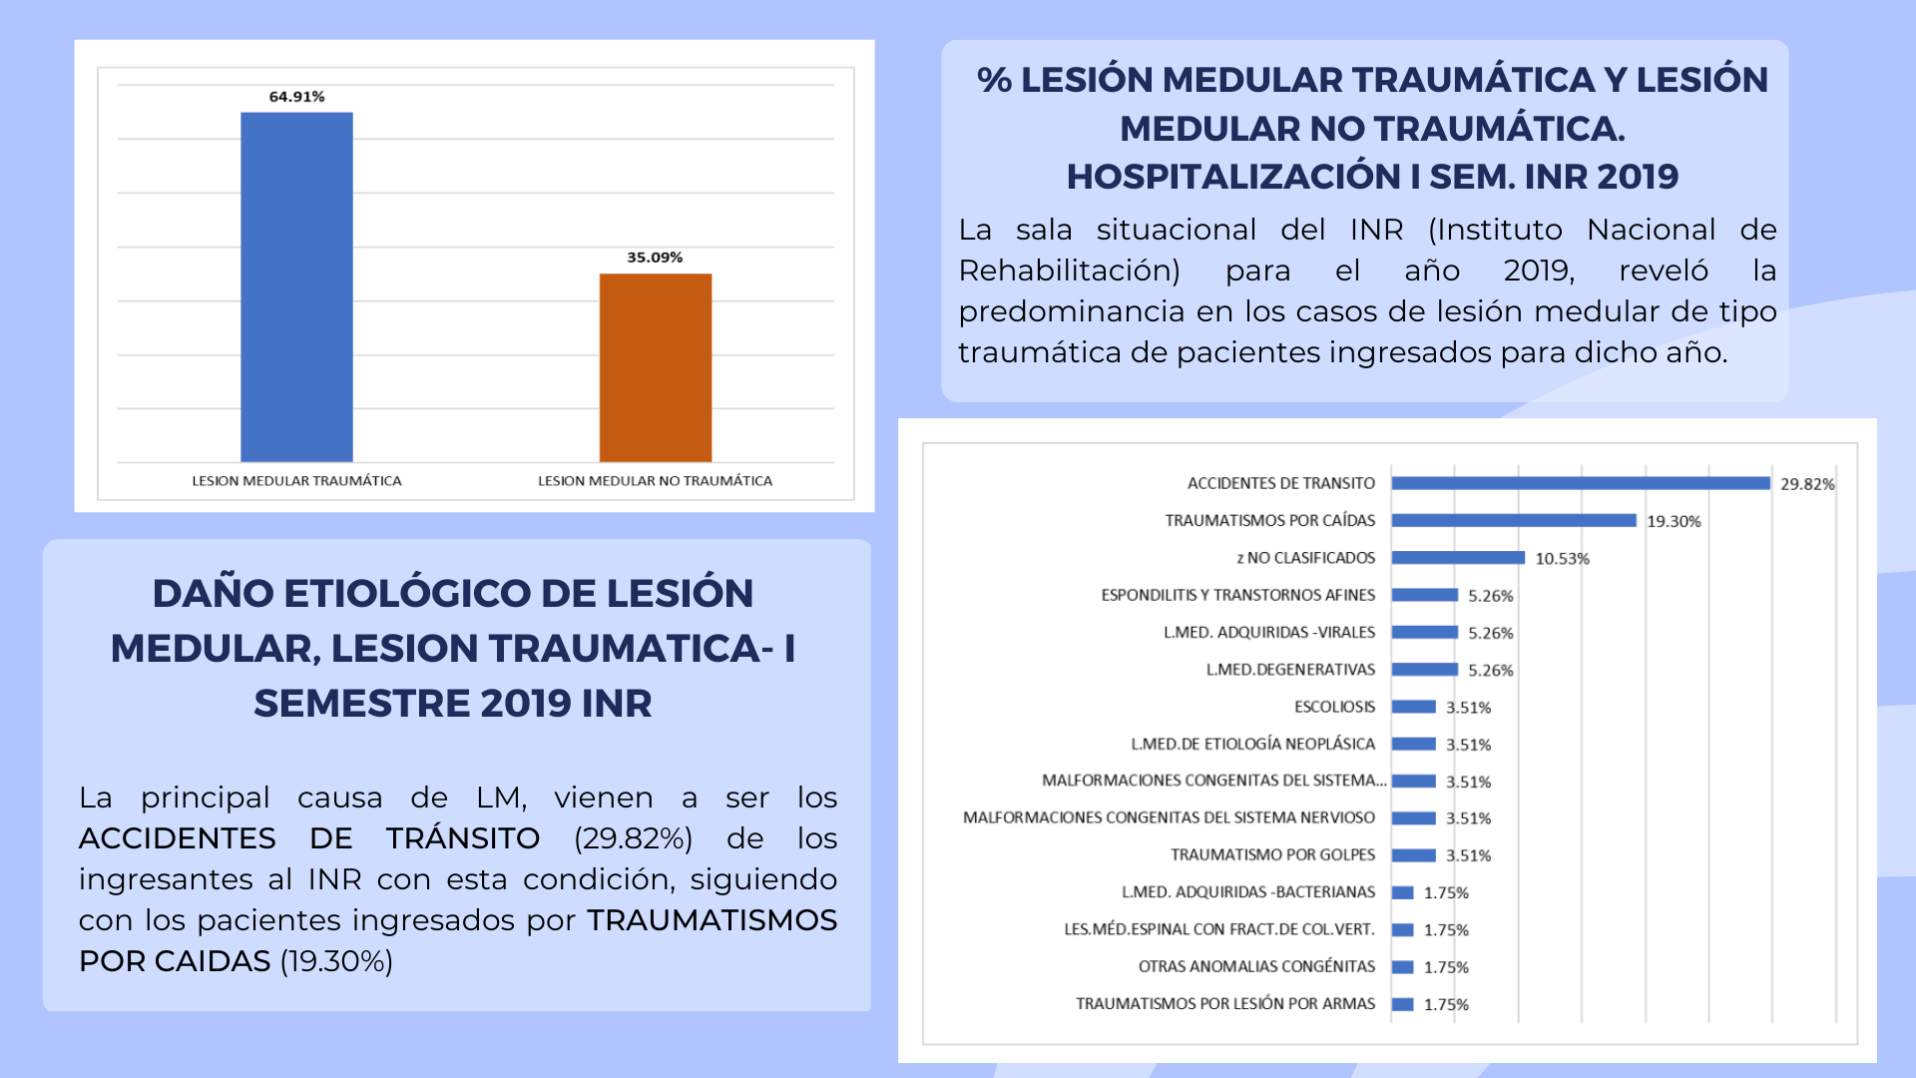 64.91%
35.09%
LESION MEDULAR TRAUMÁTICA
LESION MEDULAR NO TRAUMÁTICA
% LESIÓN MEDULAR TRAUMÁTICA Y LESIÓN
MEDULAR NO TRAUMÁTICA.
HOSPITALIZACIÓN I SEM. INR 2019
La sala situacional del INR (Instituto Nacional de
Rehabilitación) para el año 2019, reveló la
predominancia en los casos de lesión medular de tipo
traumática de pacientes ingresados para dicho año.
DAÑO ETIOLÓGICO DE LESIÓN
MEDULAR, LESION TRAUMATICA- I
SEMESTRE 2019 INR
La principal causa de LM, vienen a ser los
ACCIDENTES DE TRÁNSITO (29.82%) de los
ingresantes al INR con esta condición, siguiendo
con los pacientes ingresados por TRAUMATISMOS
POR CAIDAS (19.30%)
ACCIDENTES DE TRANSITO 29.82%
TRAUMATISMOS POR CAÍDAS 19.30%
z NO CLASIFICADOS 10.53%
ESPONDILITIS Y TRANSTORNOS AFINES 5.26%
L.MED. ADQUIRIDAS -VIRALES 5.26%
L.MED.DEGENERATIVAS 5.26%
ESCOLIOSIS 3.51%
L.MED.DE ETIOLOGÍA NEOPLÁSICA 3.51%
MALFORMACIONES CONGENITAS DEL SISTEMA... 3.51%
MALFORMACIONES CONGENITAS DEL SISTEMA NERVIOSO 3.51%
TRAUMATISMO POR GOLPES 3.51%
L.MED. ADQUIRIDAS -BACTERIANAS 1.75%
LES.MÉD.ESPINAL CON FRACT.DE COL.VERT. 1.75%
OTRAS ANOMALIAS CONGÉNITAS 1.75%
TRAUMATISMOS POR LESIÓN POR ARMAS 1.75%